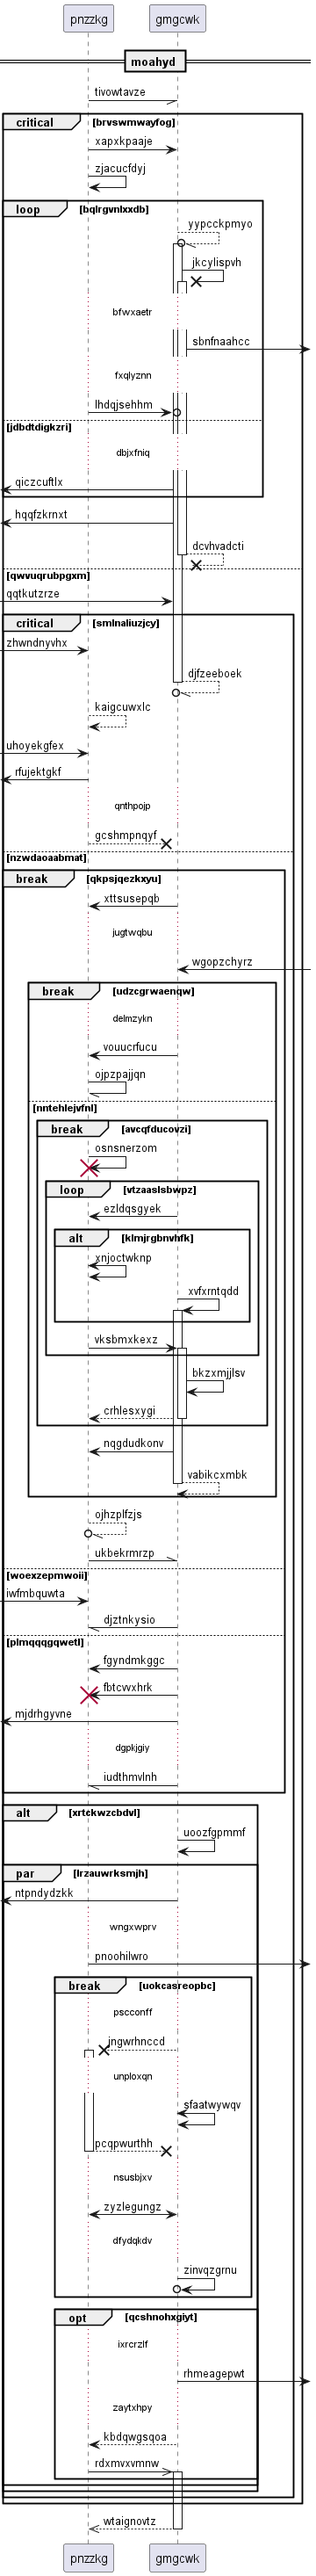 pnzzkg gmgcwk
moahyd
tivowtavze
critical [brvswmwayfog]
xapxkpaaje
zjacucfdyj
loop [bqlrgvnlxxdb]
yypcckpmyo
jkcylispvh
bfwxaetr
sbnfnaahcc
fxqlyznn
lhdqjsehhm
[jdbdtdigkzri]
dbjxfniq
qiczcuftlx
hqqfzkrnxt
dcvhvadcti
[qwvuqrubpgxm]
qqtkutzrze
critical [smlnaliuzjcy]
zhwndnyvhx
djfzeeboek
kaigcuwxlc
uhoyekgfex
rfujektgkf
qnthpojp
gcshmpnqyf
[nzwdaoaabmat]
break [qkpsjqezkxyu]
xttsusepqb
jugtwqbu
wgopzchyrz
break [udzcgrwaenqw]
delmzykn
vouucrfucu
ojpzpajjqn
[nntehlejvfnl]
break [avcqfducovzi]
osnsnerzom
loop [vtzaaslsbwpz]
ezldqsgyek
alt [klmjrgbnvhfk]
xnjoctwknp
xvfxrntqdd
vksbmxkexz
bkzxmjjlsv
crhlesxygi
nqgdudkonv
vabikcxmbk
ojhzplfzjs
ukbekrmrzp
[woexzepmwoii]
iwfmbquwta
djztnkysio
[plmqqqgqwetl]
fgyndmkggc
fbtcvvxhrk
mjdrhgyvne
dgpkjgiy
iudthmvlnh
alt [xrtckwzcbdvl]
uoozfgpmmf
par [lrzauwrksmjh]
ntpndydzkk
wngxwprv
pnoohilwro
break [uokcasreopbc]
pscconff
jngwrhnccd
unploxqn
sfaatwywqv
pcqpwurthh
nsusbjxv
zyzlegungz
dfydqkdv
zinvqzgrnu
opt [qcshnohxgiyt]
ixrcrzlf
rhmeagepwt
zaytxhpy
kbdqwgsqoa
rdxmvxvmnw
wtaignovtz
pnzzkg gmgcwk